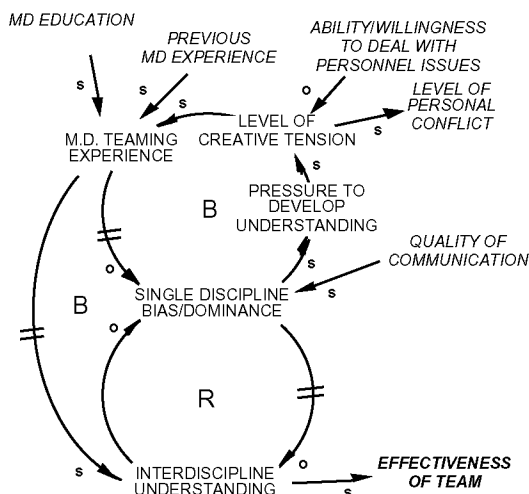 MD EDUCATION
PREVIOUS
MD EXPERIENCE
ABILITY/WILLINGNESS
TO DEAL WITH
PERSONNEL ISSUES
s
s
s
o
LEVEL OF
PERSONAL
CONFLICT
s
M.D. TEAMING
EXPERIENCE
LEVEL OF
CREATIVE TENSION
s
PRESSURE TO
DEVELOP
UNDERSTANDING
B
QUALITY OF
COMMUNICATION
s
o
s
SINGLE DISCIPLINE
BIAS/DOMINANCE
B
o
R
s
INTERDISCIPLINE
UNDERSTANDING
o
s
EFFECTIVENESS
OF TEAM